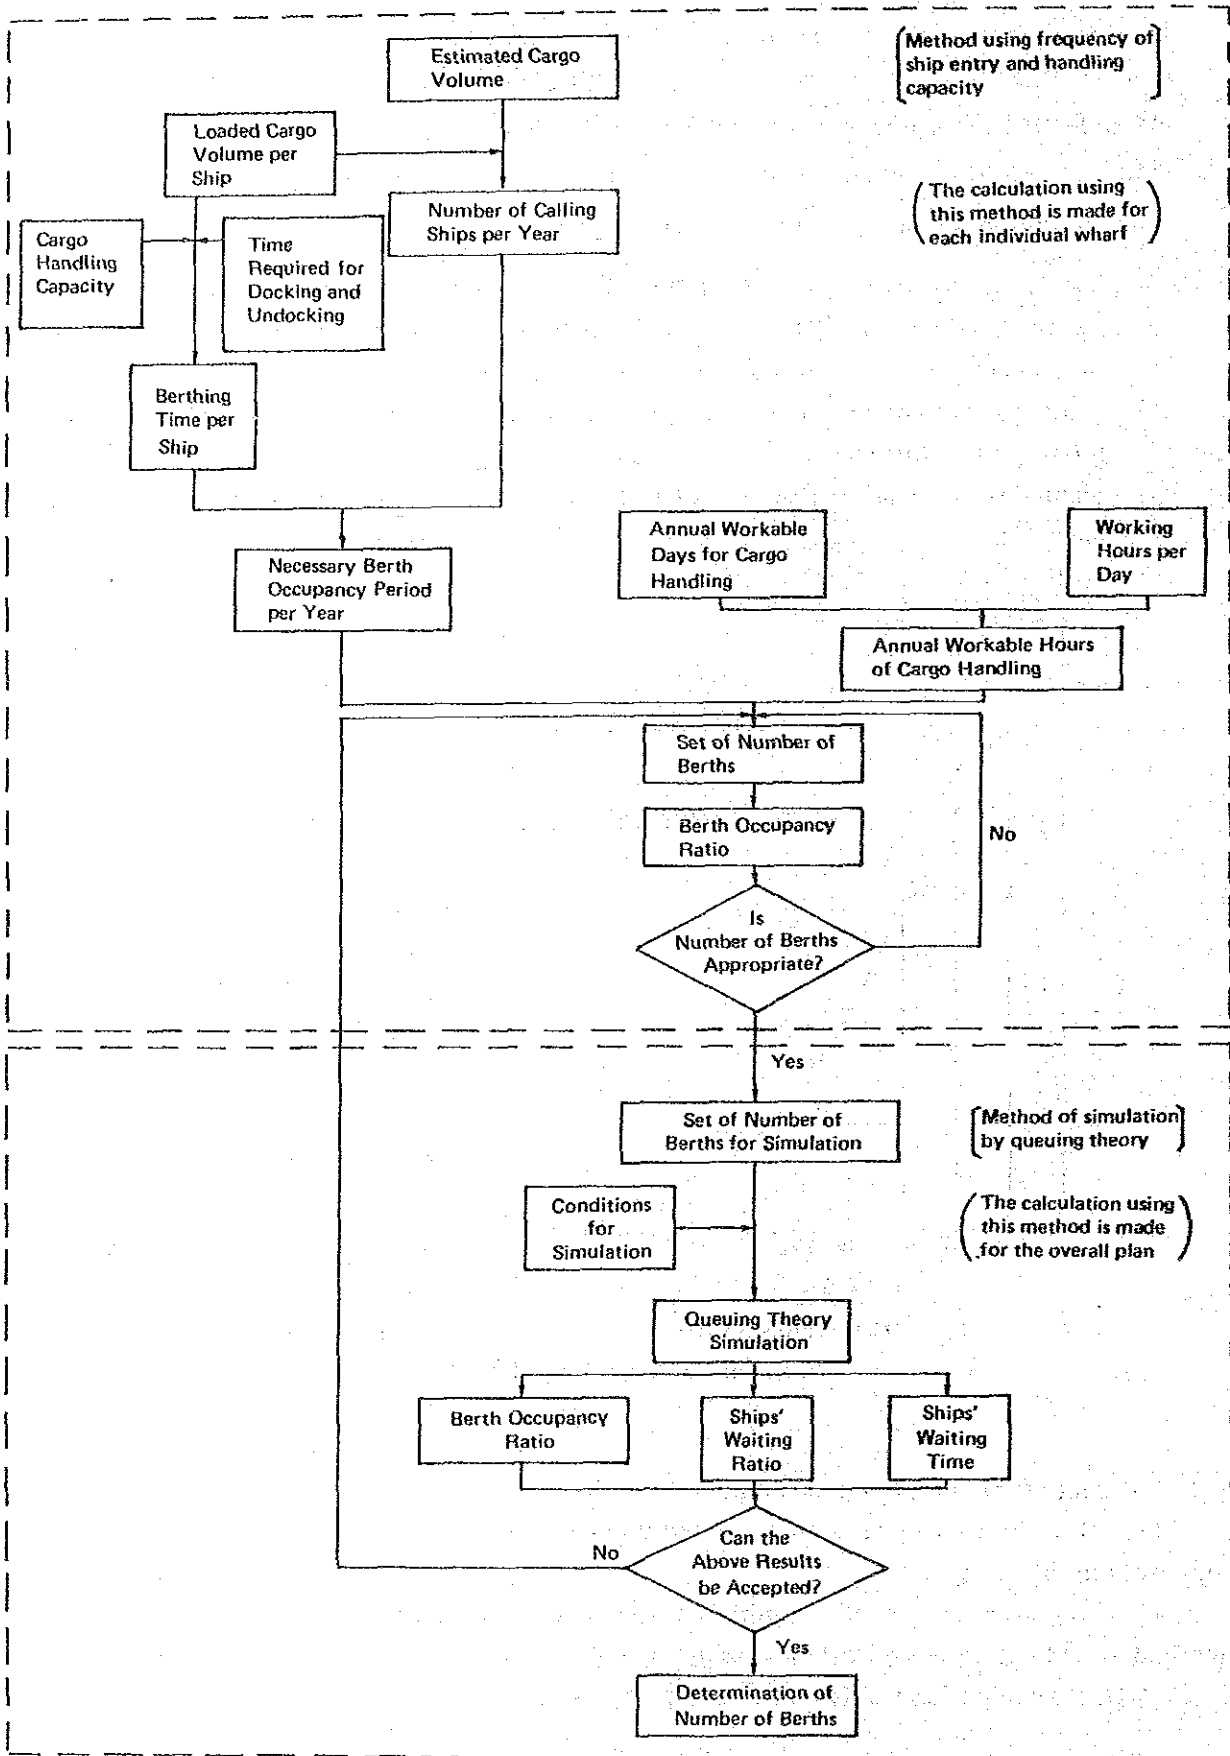 Estimated Cargo
Volume
[Method using frequency of
ship entry and handling
capacity]
Loaded Cargo
Volume per
Ship
(The calculation using
this method is made for
each individual wharf)
Number of Calling
Ships per Year
Cargo
Handling
Capacity
Time
Required for
Docking and
Undocking
Berthing
Time per
Ship
Annual Workable
Days for Cargo
Handling
Working
Hours per
Day
Necessary Berth
Occupancy Period
per Year
Annual Workable Hours
of Cargo Handling
Set of Number of
Berths
Berth Occupancy
Ratio
No
Is
Number of Berths
Appropriate?
Yes
Set of Number of
Berths for Simulation
[Method of simulation
by queuing theory]
Conditions
for
Simulation
(The calculation using
this method is made
for the overall plan)
Queuing Theory
Simulation
Berth Occupancy
Ratio
Ships'
Waiting
Ratio
Ships'
Waiting
Time
No
Can the
Above Results
be Accepted?
Yes
Determination of
Number of Berths